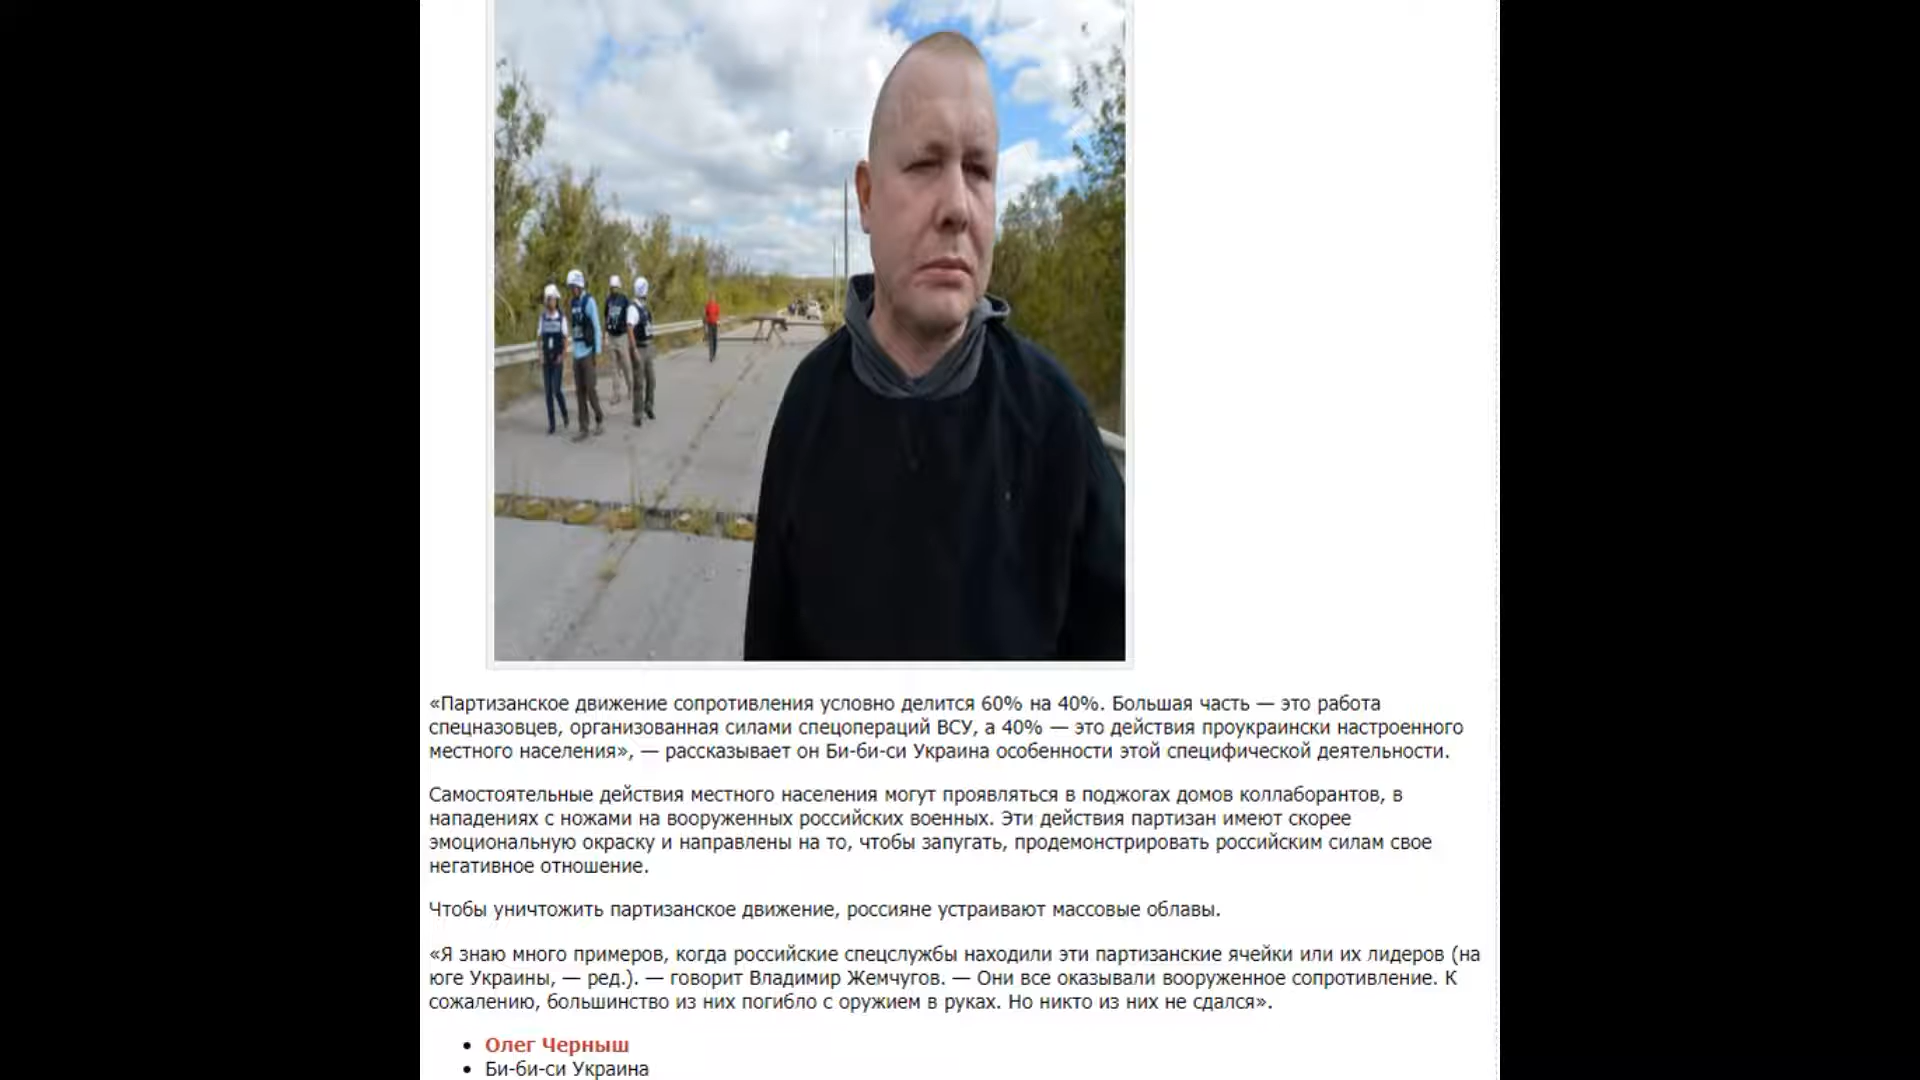 «Партизанское движение сопротивления условно делится 60% на 40%. Большая часть — это работа
спецназовцев, организованная силами спецопераций ВСУ, а 40% — это действия проукраински настроенного
местного населения», — рассказывает он Би-би-си Украина особенности этой специфической деятельности.
Самостоятельные действия местного населения могут проявляться в поджогах домов коллаборантов, в
нападениях с ножами на вооруженных российских военных. Эти действия партизан имеют скорее
эмоциональную окраску и направлены на то, чтобы запугать, продемонстрировать российским силам свое
негативное отношение.
Чтобы уничтожить партизанское движение, россияне устраивают массовые облавы.
«Я знаю много примеров, когда российские спецслужбы находили эти партизанские ячейки или их лидеров (на
юге Украины, — ред.). — говорит Владимир Жемчугов. — Они все оказывали вооруженное сопротивление. К
сожалению, большинство из них погибло с оружием в руках. Но никто из них не сдался».
• Олег Черныш
• Би-би-си Украина